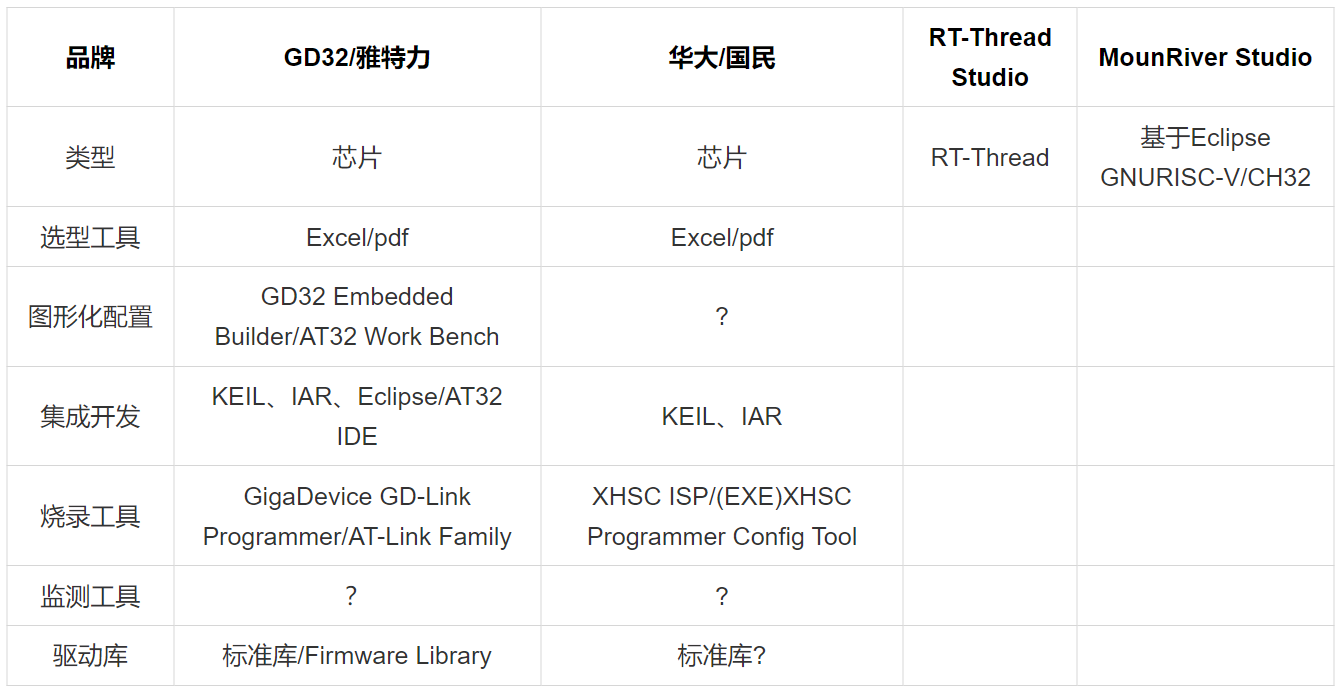 品牌
GD32/雅特力
华大/国民
RT-Thread
Studio
MounRiver Studio
类型
芯片
芯片
RT-Thread
基于Eclipse
GNURISC-V/CH32
选型工具
Excel/pdf
Excel/pdf
图形化配置
GD32 Embedded
Builder/AT32 Work Bench
?
集成开发
KEIL、IAR、Eclipse/AT32
IDE
KEIL、IAR
烧录工具
GigaDevice GD-Link
Programmer/AT-Link Family
XHSC ISP/(EXE)XHSC
Programmer Config Tool
监测工具
？
?
驱动库
标准库/Firmware Library
标准库?